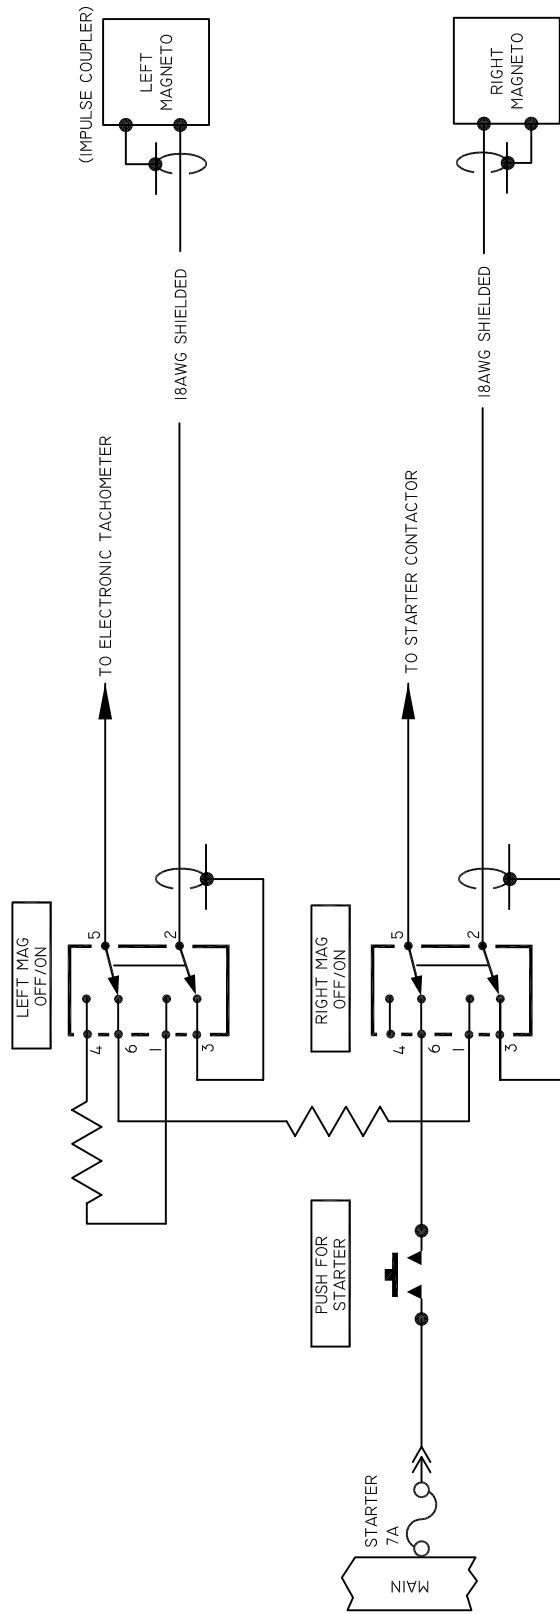 (IMPULSE COUPLER)
LEFT
MAGNETO
RIGHT
MAGNETO
18AWG SHIELDED
18AWG SHIELDED
TO ELECTRONIC TACHOMETER
TO STARTER CONTACTOR
LEFT MAG
OFF/ON
5
2
4
6
1
3
RIGHT MAG
OFF/ON
5
2
4
6
1
3
PUSH FOR
STARTER
STARTER
7A
MAIN